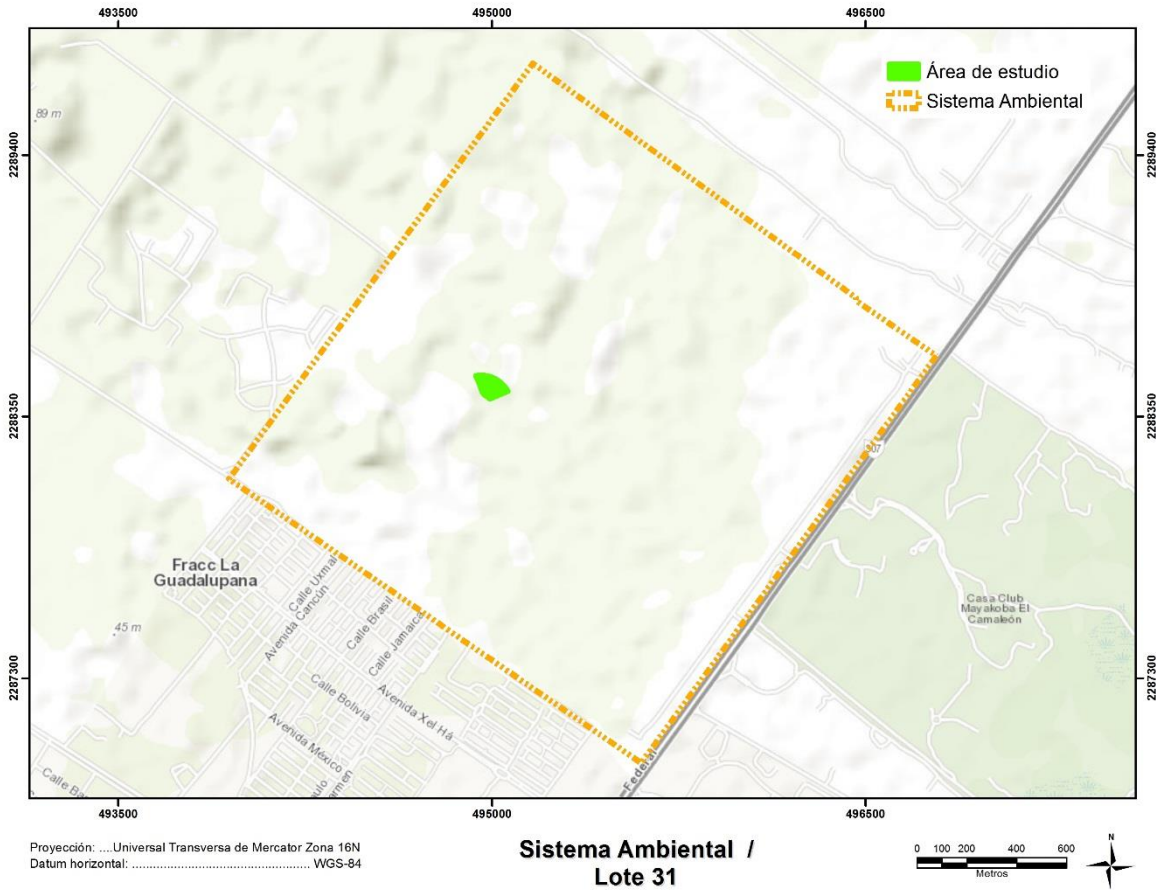 493500
495000
496500
Área de estudio
Sistema Ambiental
89 m
2289400
2289400
2288350
2288350
307
Fracc La
Guadalupana
Calle Uxmal
Avenida Cancún
Calle Brasil
Calle Jamaica
Casa Club
Mayakoba El
Camaleón
45 m
2287300
2287300
Calle Bolivia
Avenida Xel Há
Avenida México
Federal
493500
495000
496500
Proyección: ....Universal Transversa de Mercator Zona 16N
Datum horizontal: ............................................. WGS-84
Sistema Ambiental /
Lote 31
0 100 200 400 600
Metros
N